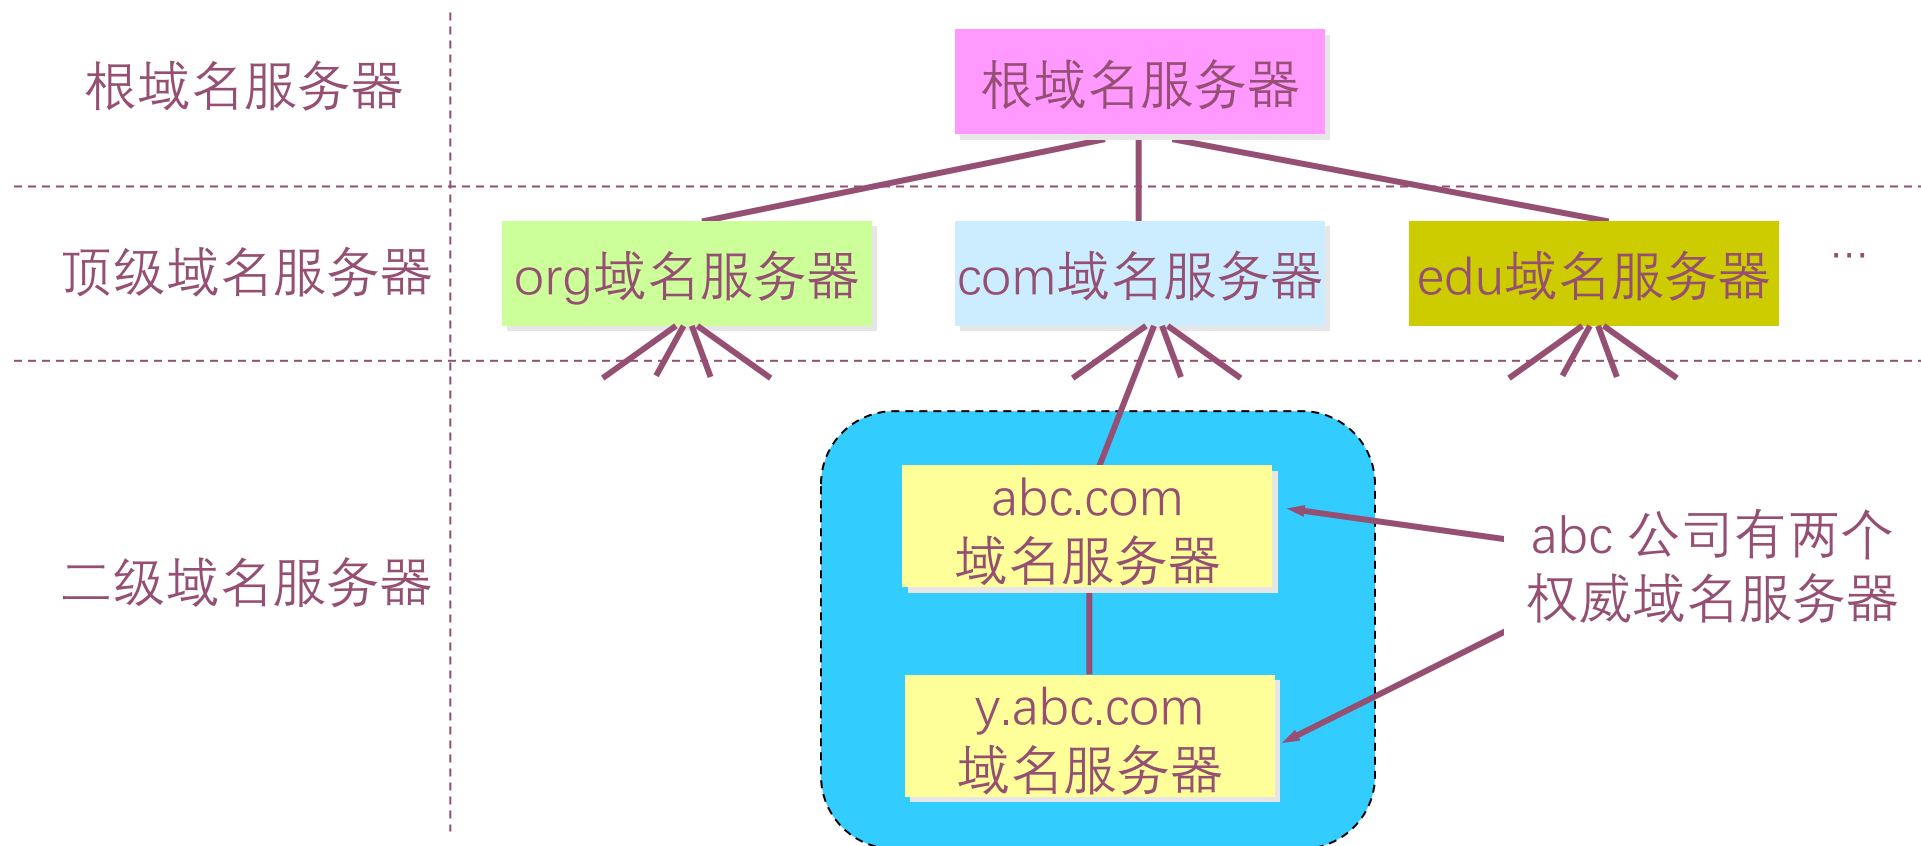 根域名服务器
根域名服务器
顶级域名服务器
org域名服务器
com域名服务器
edu域名服务器
...
二级域名服务器
abc.com
域名服务器
abc 公司有两个
权威域名服务器
y.abc.com
域名服务器